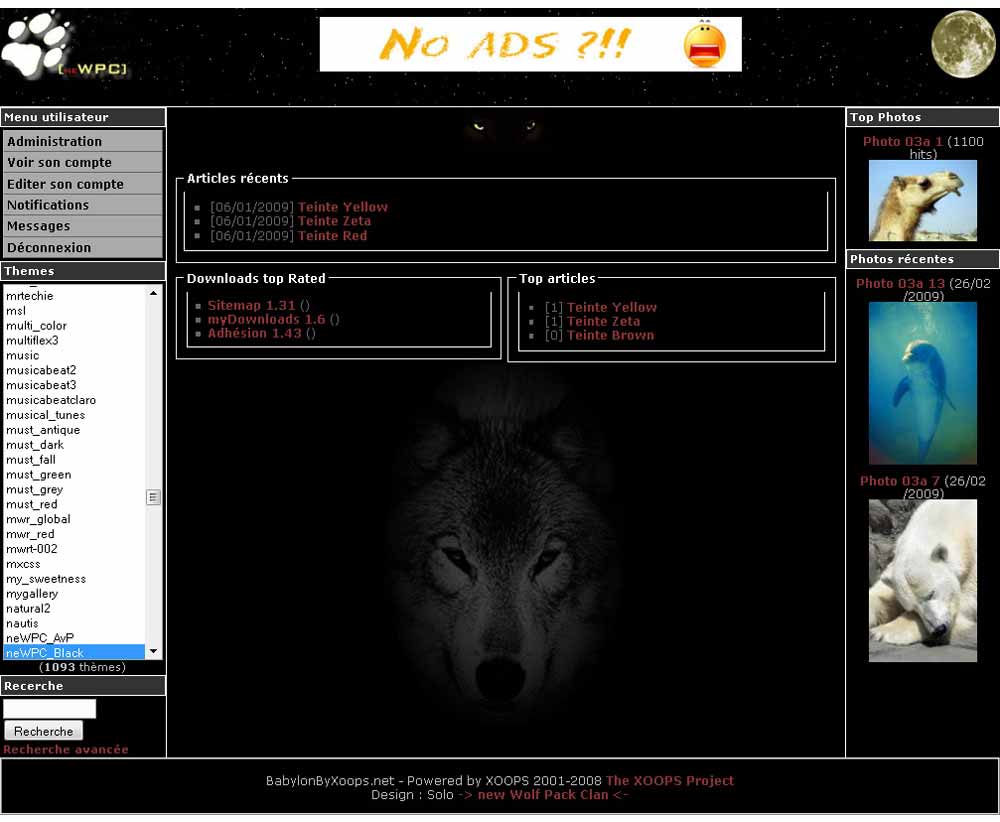 [neWPC]
No ADS ?!!
Menu utilisateur
Administration
Voir son compte
Editer son compte
Notifications
Messages
Déconnexion
Themes
mrtechie
msl
multi_color
multiflex3
music
musicabeat2
musicabeat3
musicabeatclaro
musical_tunes
must_antique
must_dark
must_fall
must_green
must_grey
must_red
mwr_global
mwr_red
mwrt-002
mxcss
my_sweetness
mygallery
natural2
nautis
neWPC_AvP
neWPC_Black
(1093 thèmes)
Recerche
Recherche
Recherche avancée
Articles récents
[06/01/2009] Teinte Yellow
[06/01/2009] Teinte Zeta
[06/01/2009] Teinte Red
Downloads top Rated
Sitemap 1.31 ()
myDownloads 1.6 ()
Adhésion 1.43 ()
Top articles
[1] Teinte Yellow
[1] Teinte Zeta
[0] Teinte Brown
Top Photos
Photo 03a 1 (1100
hits)
Photos récentes
Photo 03a 13 (26/02
/2009)
Photo 03a 7 (26/02
/2009)
BabylonByXoops.net - Powered by XOOPS 2001-2008 The XOOPS Project
Design : Solo -> new Wolf Pack Clan <-